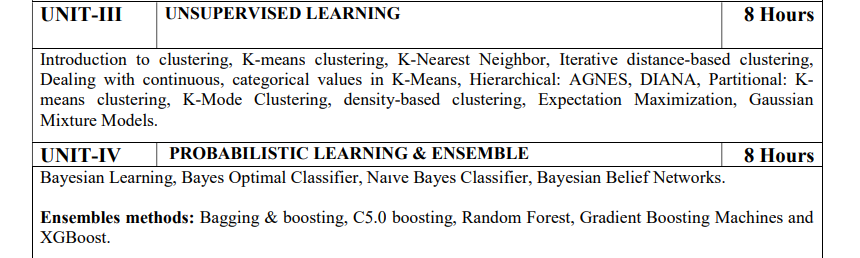 UNIT-III UNSUPERVISED LEARNING 8 Hours
Introduction to clustering, K-means clustering, K-Nearest Neighbor, Iterative distance-based clustering,
Dealing with continuous, categorical values in K-Means, Hierarchical: AGNES, DIANA, Partitional: K-
means clustering, K-Mode Clustering, density-based clustering, Expectation Maximization, Gaussian
Mixture Models.
UNIT-IV PROBABILISTIC LEARNING & ENSEMBLE 8 Hours
Bayesian Learning, Bayes Optimal Classifier, Naıve Bayes Classifier, Bayesian Belief Networks.
Ensembles methods: Bagging & boosting, C5.0 boosting, Random Forest, Gradient Boosting Machines and
XGBoost.